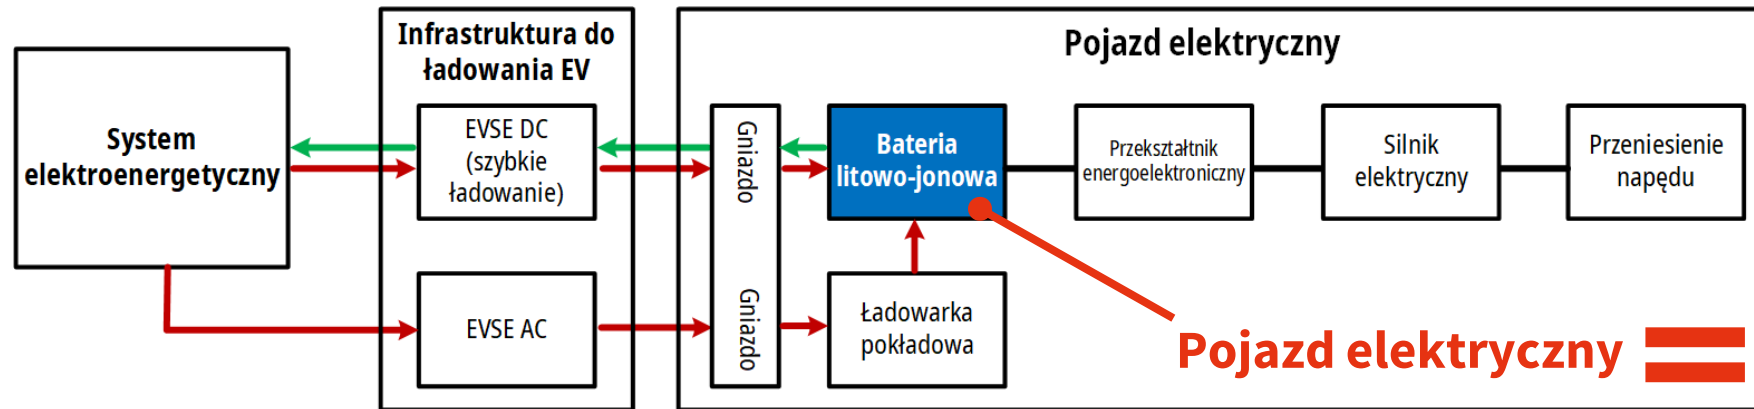 Infrastruktura do
ładowania EV
Pojazd elektryczny
System
elektroenergetyczny
EVSE DC
(szybkie
ładowanie)
Gniazdo
Bateria
litowo-jonowa
Przekształtnik
energoelektroniczny
Silnik
elektryczny
Przeniesienie
napędu
EVSE AC
Gniazdo
Ładowarka
pokładowa
Pojazd elektryczny =